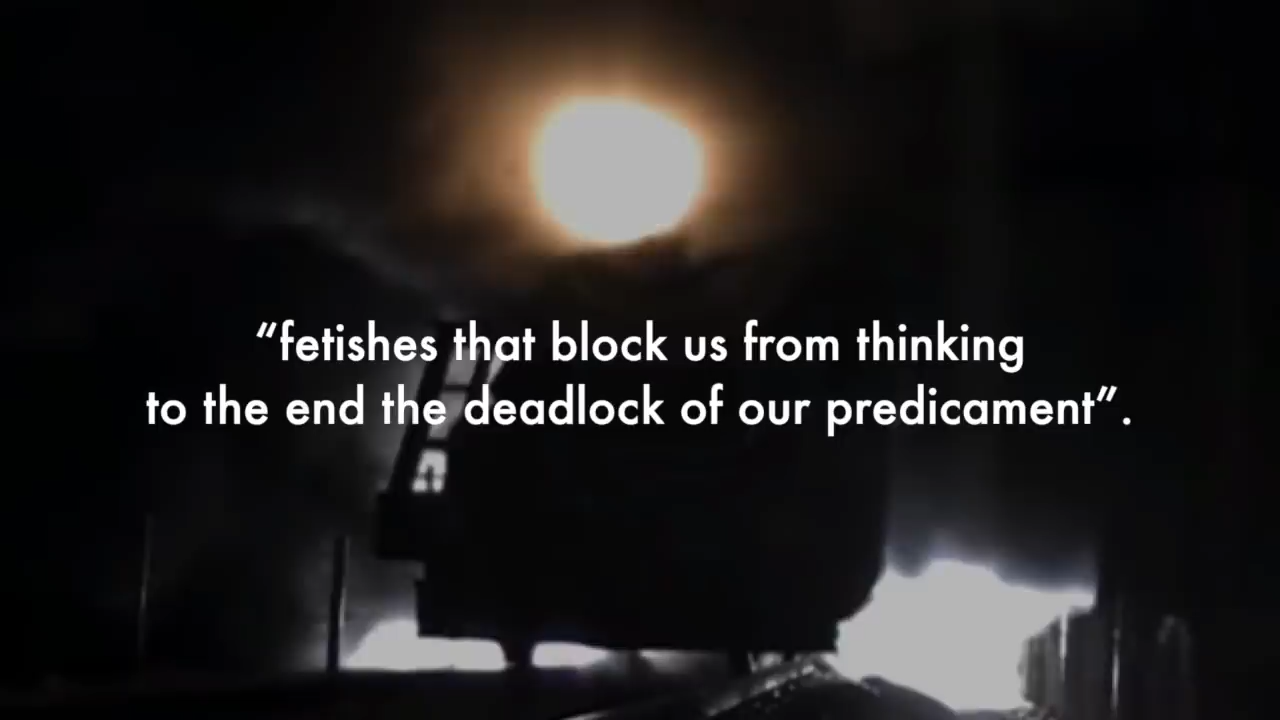 “fetishes that block us from thinking
to the end the deadlock of our predicament”.